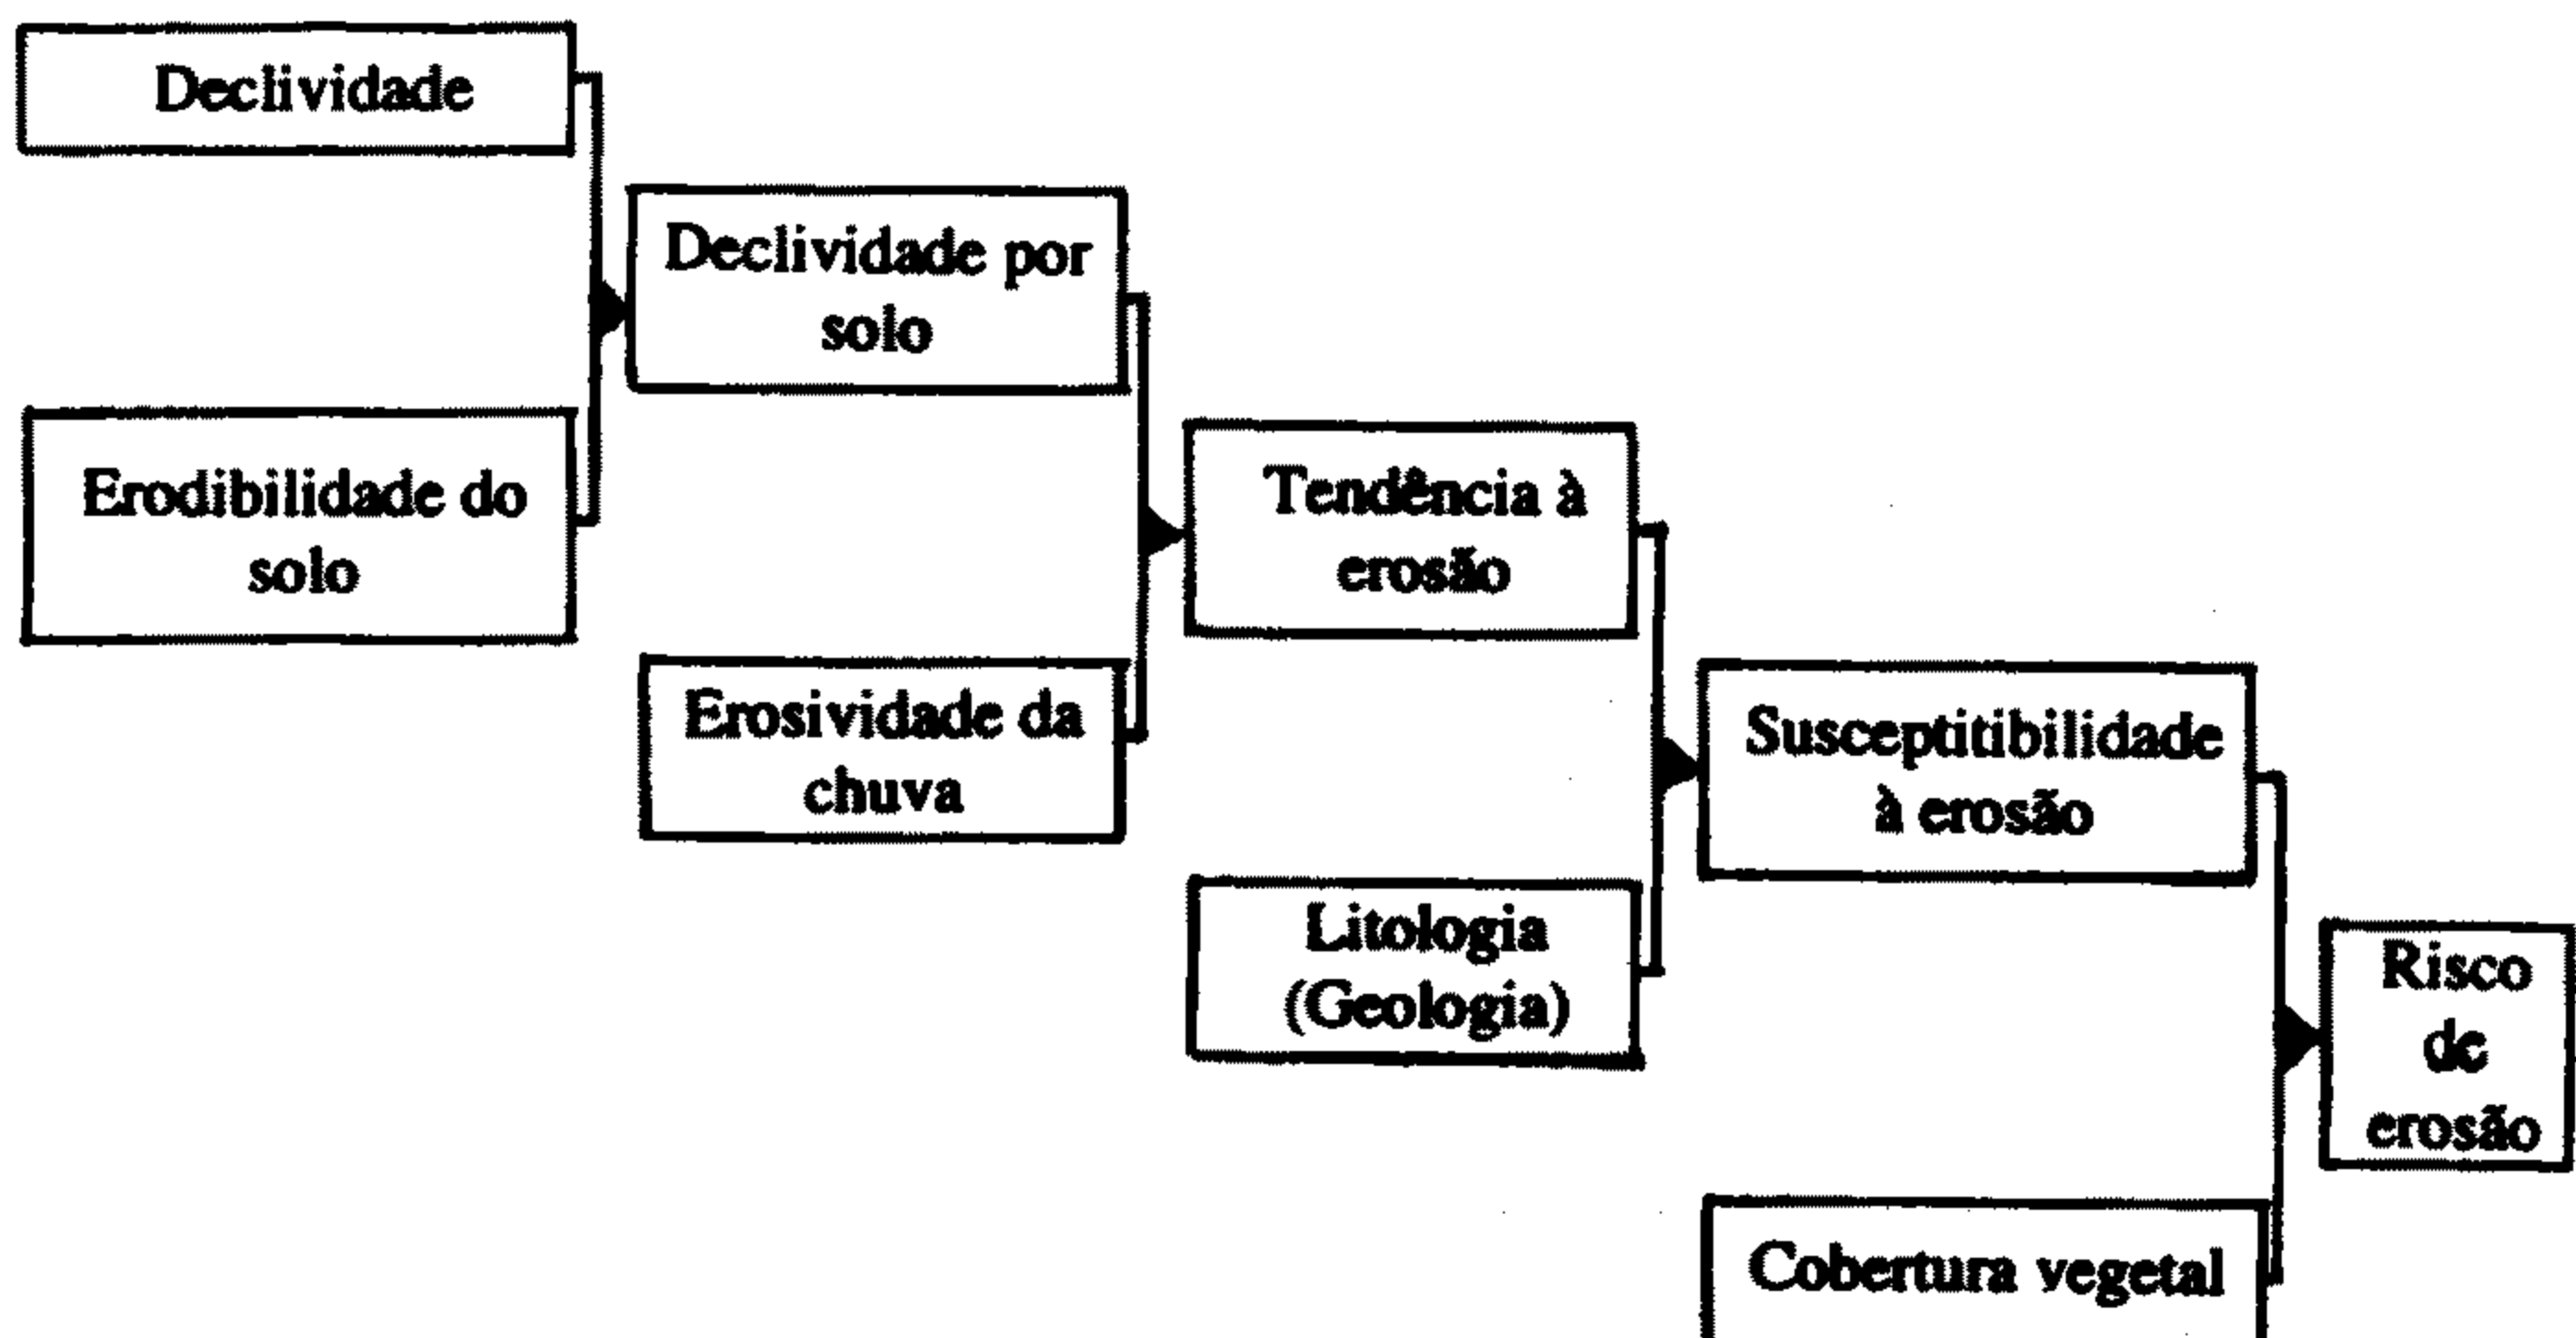 Declividade
Declividade por
solo
Erodibilidade do
solo
Tendência à
erosão
Erosividade da
chuva
Susceptitibilidade
à erosão
Litologia
(Geologia)
Risco
de
erosão
Cobertura vegetal